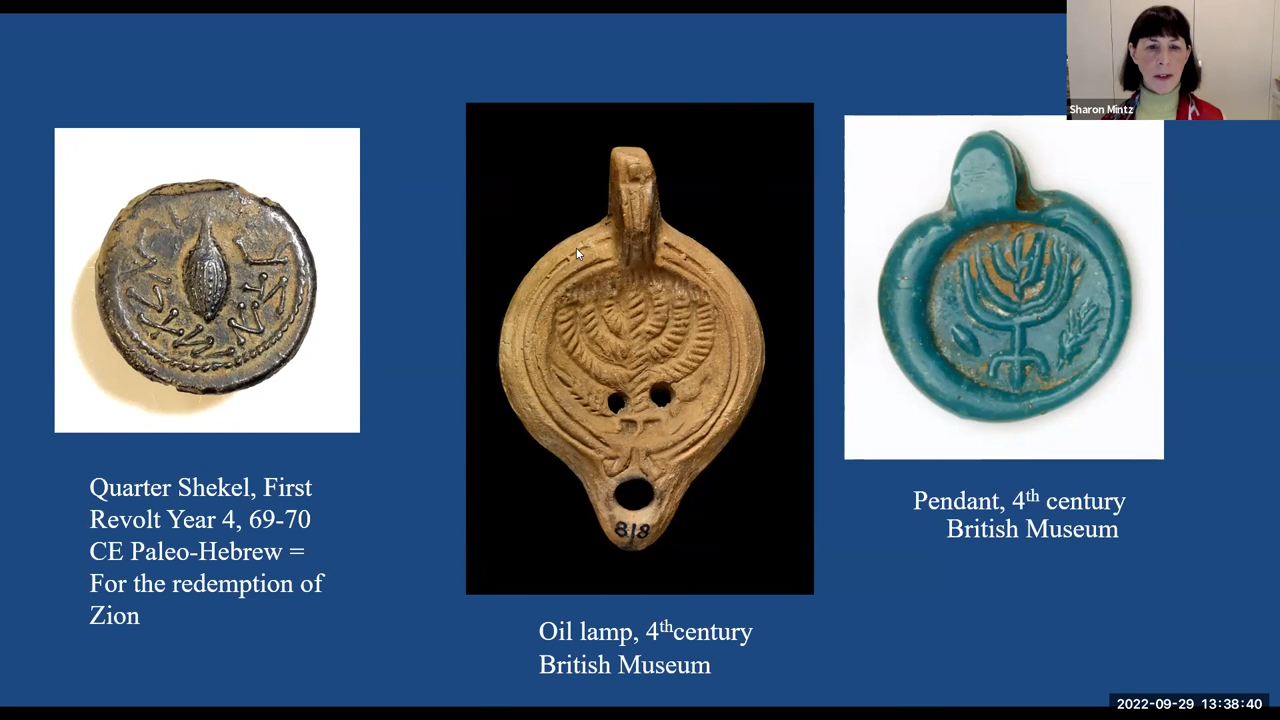 Sharon Mintz
Quarter Shekel, First
Revolt Year 4, 69-70
CE Paleo-Hebrew =
For the redemption of
Zion
818
Oil lamp, 4thcentury
British Museum
Pendant, 4th century
British Museum
2022-09-29 13:38:40